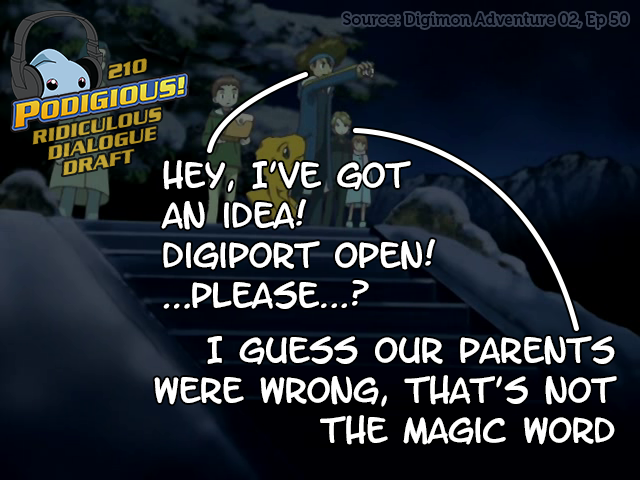 Source: Digimon Adventure 02, Ep 50
210
PODIGIOUS!
RIDICULOUS
DIALOGUE
DRAFT
HEY, I'VE GOT
AN IDEA!
DIGIPORT OPEN!
...PLEASE...?
I GUESS OUR PARENTS
WERE WRONG, THAT'S NOT
THE MAGIC WORD